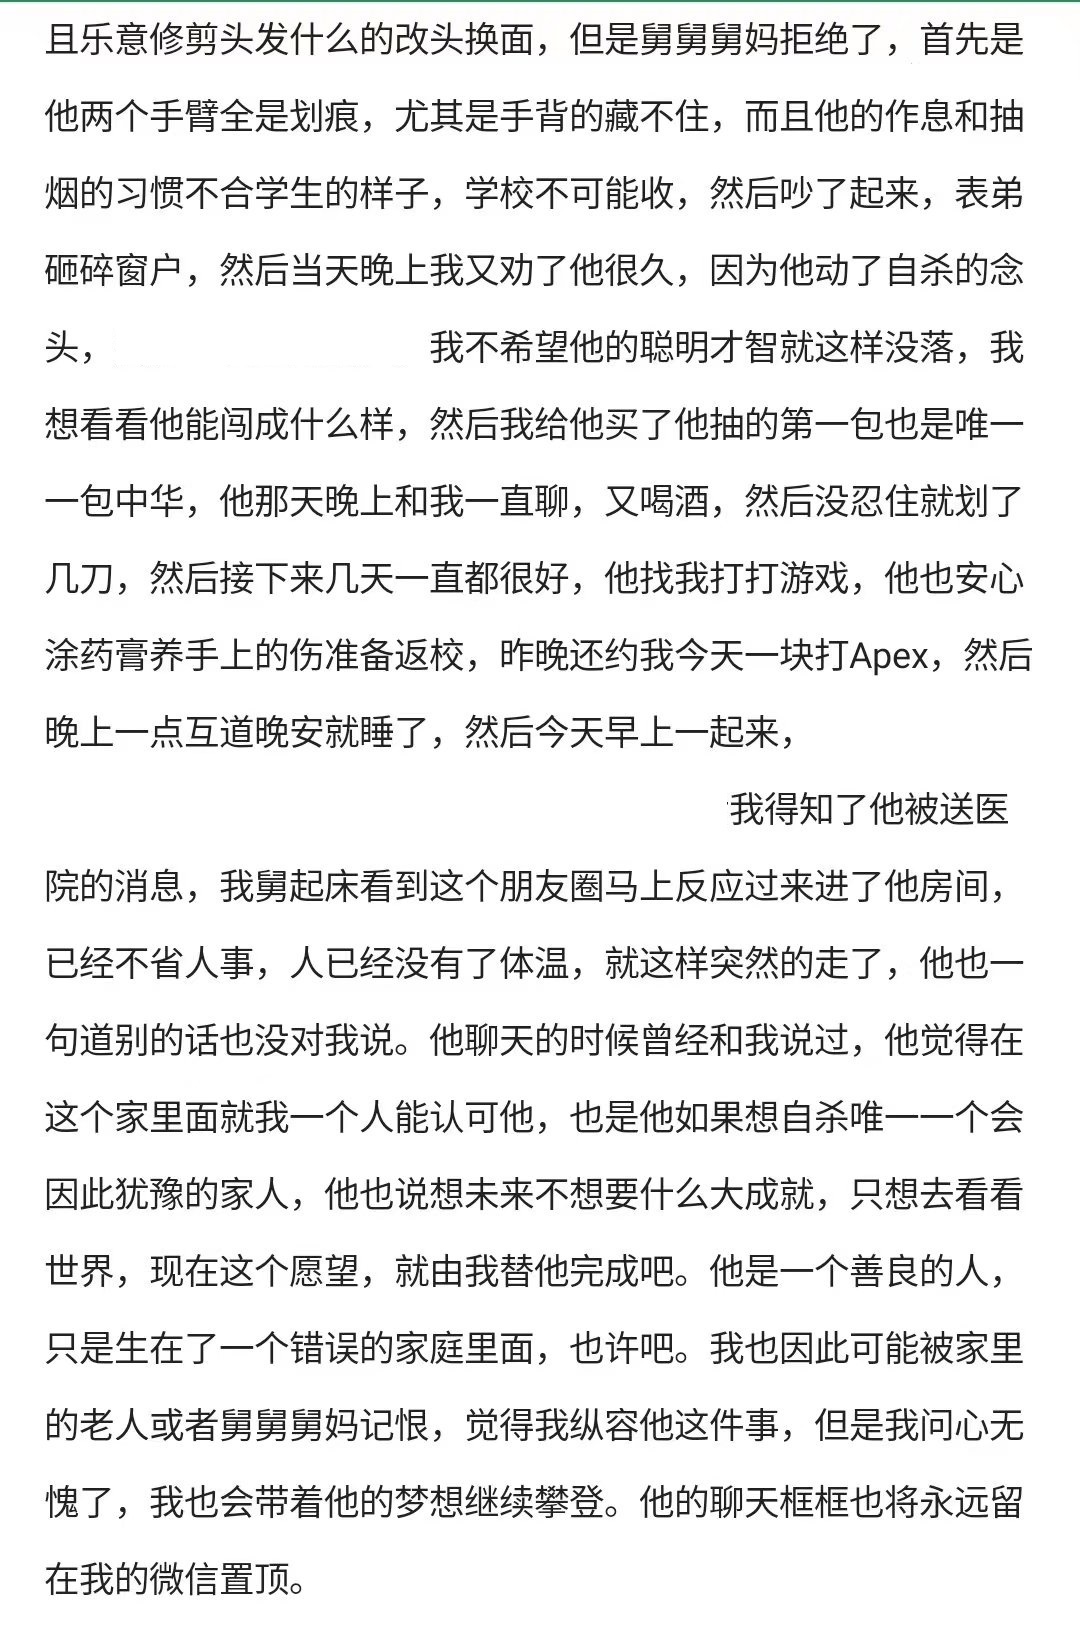 且乐意修剪头发什么的改头换面，但是舅舅舅妈拒绝了，首先是
他两个手臂全是划痕，尤其是手背的藏不住，而且他的作息和抽
烟的习惯不合学生的样子，学校不可能收，然后吵了起来，表弟
砸碎窗户，然后当天晚上我又劝了他很久，因为他动了自杀的念
头，我不希望他的聪明才智就这样没落，我
想看看他能闯成什么样，然后我给他买了他抽的第一包也是唯一
一包中华，他那天晚上和我一直聊，又喝酒，然后没忍住就划了
几刀，然后接下来几天一直都很好，他找我打打游戏，他也安心
涂药膏养手上的伤准备返校，昨晚还约我今天一块打Apex，然后
晚上一点互道晚安就睡了，然后今天早上一起来，
我得知了他被送医
院的消息，我舅起床看到这个朋友圈马上反应过来进了他房间，
已经不省人事，人已经没有了体温，就这样突然的走了，他也一
句道别的话也没对我说。他聊天的时候曾经和我说过，他觉得在
这个家里面就我一个人能认可他，也是他如果想自杀唯一一个会
因此犹豫的家人，他也说想未来不想要什么大成就，只想去看看
世界，现在这个愿望，就由我替他完成吧。他是一个善良的人，
只是生在了一个错误的家庭里面，也许吧。我也因此可能被家里
的老人或者舅舅舅妈记恨，觉得我纵容他这件事，但是我问心无
愧了，我也会带着他的梦想继续攀登。他的聊天框框也将永远留
在我的微信置顶。